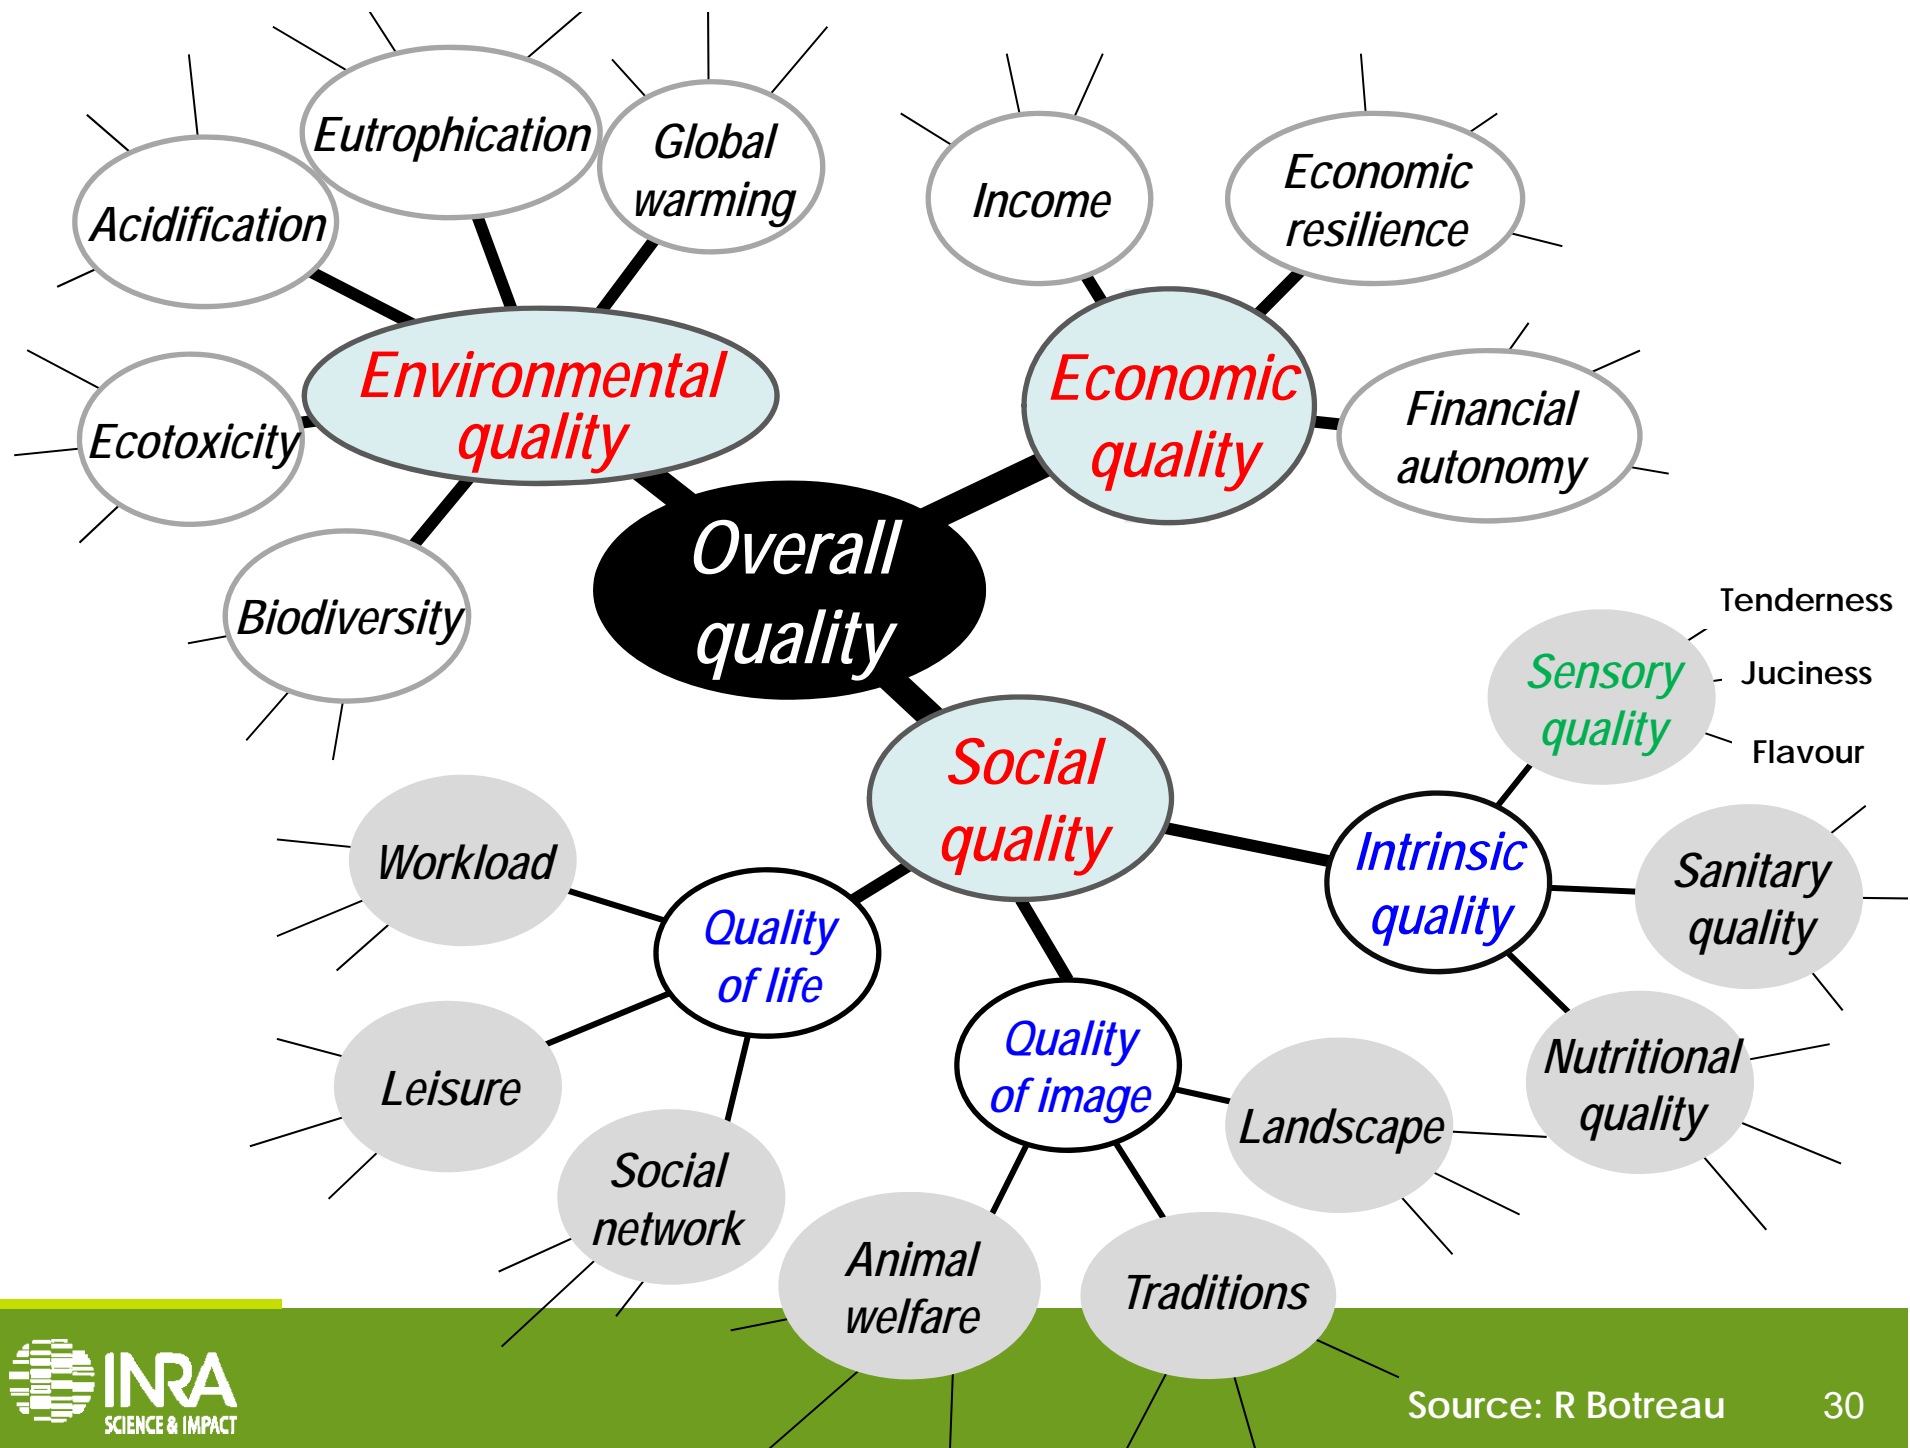 Eutrophication
Global
warming
Acidification
Income
Economic
resilience
Environmental
quality
Economic
quality
Ecotoxicity
Financial
autonomy
Overall
quality
Biodiversity
Tenderness
Sensory
quality
Juciness
Flavour
Social
quality
Workload
Intrinsic
quality
Sanitary
quality
Quality
of life
Quality
of image
Leisure
Nutritional
quality
Landscape
Social
network
Animal
welfare
Traditions
INRA
SCIENCE & IMPACT
Source: R Botreau
30